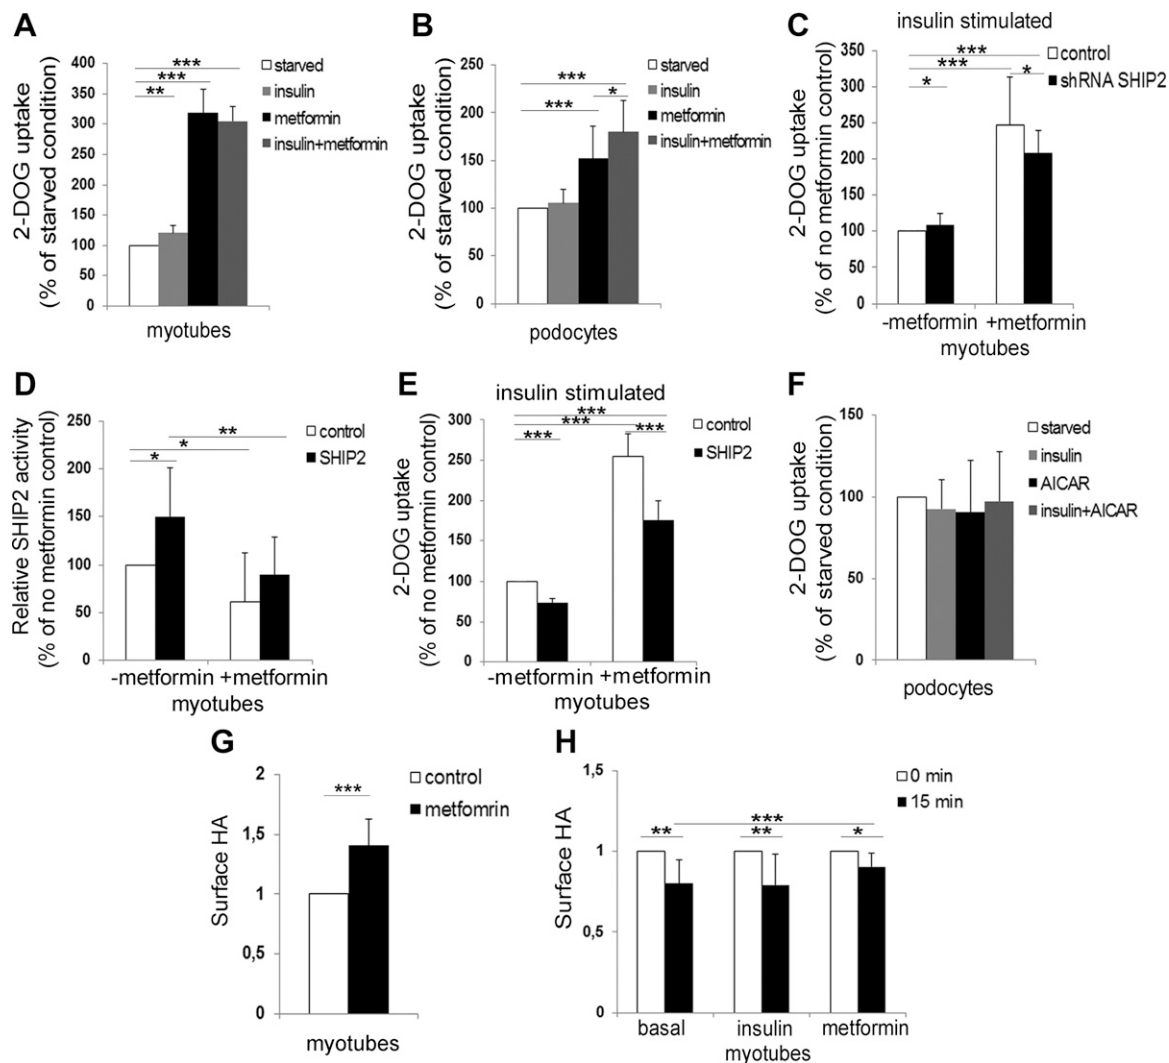 A
2-DOG uptake
(% of starved condition)
400
350
300
250
200
150
100
50
0
***
***
**
starved
insulin
metformin
insulin+metformin
myotubes
B
2-DOG uptake
(% of starved condition)
250
200
150
100
50
0
***
***
*
starved
insulin
metformin
insulin+metformin
podocytes
C
insulin stimulated
2-DOG uptake
(% of no metformin control)
350
300
250
200
150
100
50
0
***
***
*
*
control
shRNA SHIP2
-metformin +metformin
myotubes
D
Relative SHIP2 activity
(% of no metformin control)
250
200
150
100
50
0
**
*
*
control
SHIP2
-metformin +metformin
myotubes
E
insulin stimulated
2-DOG uptake
(% of no metformin control)
300
250
200
150
100
50
0
***
***
***
***
control
SHIP2
-metformin +metformin
myotubes
F
2-DOG uptake
(% of starved condition)
150
100
50
0
starved
insulin
AICAR
insulin+AICAR
podocytes
G
Surface HA
2
1,5
1
0,5
0
***
control
metfomrin
myotubes
H
Surface HA
1,5
1
0,5
0
***
**
**
*
0 min
15 min
basal insulin metformin
myotubes